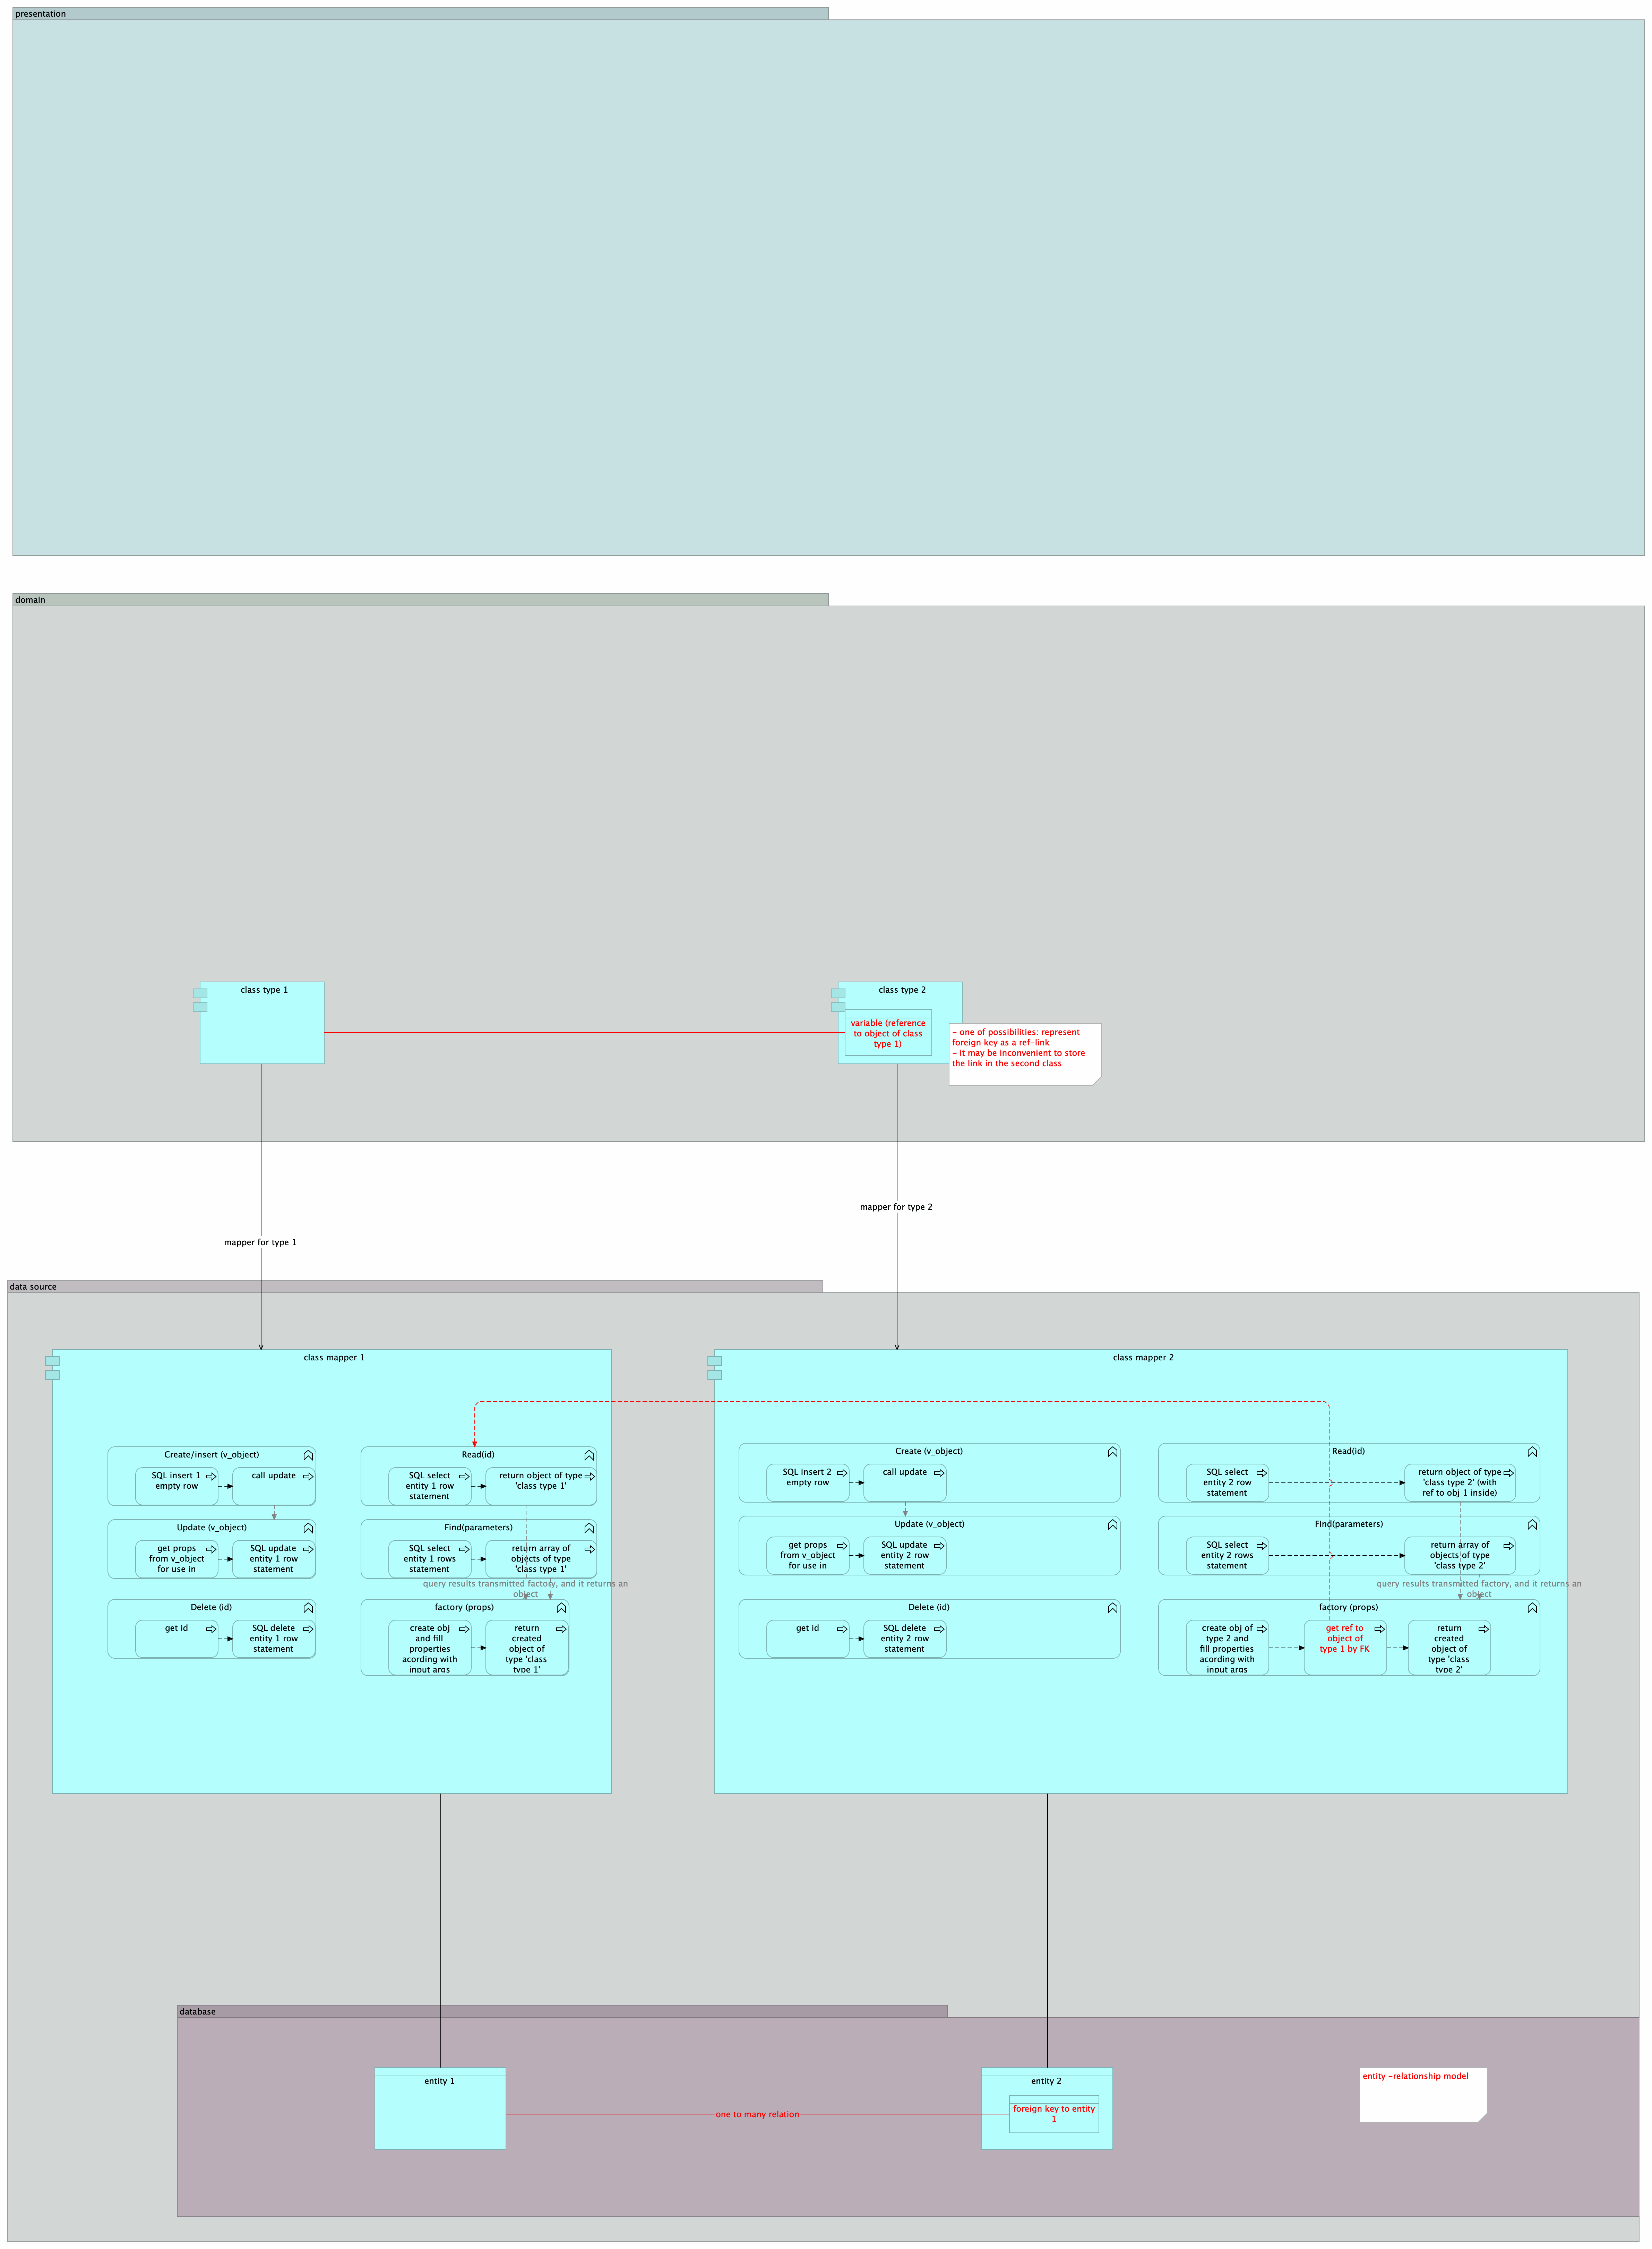 presentation
domain
class type 1
class type 2
variable (reference
to object of class
type 1)
- one of possibilities: represent
foreign key as a ref-link
- it may be inconvenient to store
the link in the second class
mapper for type 2
mapper for type 1
data source
class mapper 1
class mapper 2
Create/insert (v_object)
SQL insert 1
empty row
call update
Read(id)
SQL select
entity 1 row
statement
return object of type
'class type 1'
Update (v_object)
get props
from v_object
for use in
SQL update
entity 1 row
statement
Find(parameters)
SQL select
entity 1 rows
statement
return array of
objects of type
'class type 1'
query results transmitted factory, and it returns an
object
Delete (id)
get id
SQL delete
entity 1 row
statement
factory (props)
create obj
and fill
properties
acording with
input args
return
created
object of
type 'class
type 1'
Create (v_object)
SQL insert 2
empty row
call update
Read(id)
SQL select
entity 2 row
statement
return object of type
'class type 2' (with
ref to obj 1 inside)
Update (v_object)
get props
from v_object
for use in
SQL update
entity 2 row
statement
Find(parameters)
SQL select
entity 2 rows
statement
return array of
objects of type
'class type 2'
query results transmitted factory, and it returns an
object
Delete (id)
get id
SQL delete
entity 2 row
statement
factory (props)
create obj of
type 2 and
fill properties
acording with
input args
get ref to
object of
type 1 by FK
return
created
object of
type 'class
type 2'
database
entity 1
one to many relation
entity 2
foreign key to entity
1
entity -relationship model